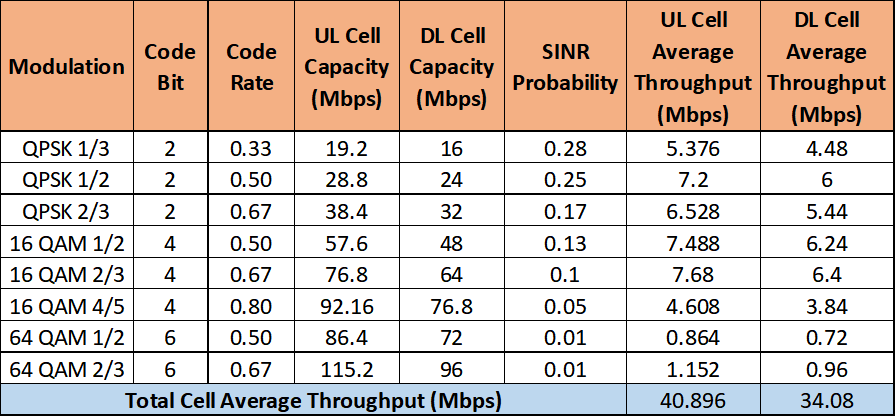 Modulation Code Bit Code Rate UL Cell Capacity (Mbps) DL Cell Capacity (Mbps) SINR Probability UL Cell Average Throughput (Mbps) DL Cell Average Throughput (Mbps)
QPSK 1/3 2 0.33 19.2 16 0.28 5.376 4.48
QPSK 1/2 2 0.50 28.8 24 0.25 7.2 6
QPSK 2/3 2 0.67 38.4 32 0.17 6.528 5.44
16 QAM 1/2 4 0.50 57.6 48 0.13 7.488 6.24
16 QAM 2/3 4 0.67 76.8 64 0.1 7.68 6.4
16 QAM 4/5 4 0.80 92.16 76.8 0.05 4.608 3.84
64 QAM 1/2 6 0.50 86.4 72 0.01 0.864 0.72
64 QAM 2/3 6 0.67 115.2 96 0.01 1.152 0.96
Total Cell Average Throughput (Mbps) 40.896 34.08